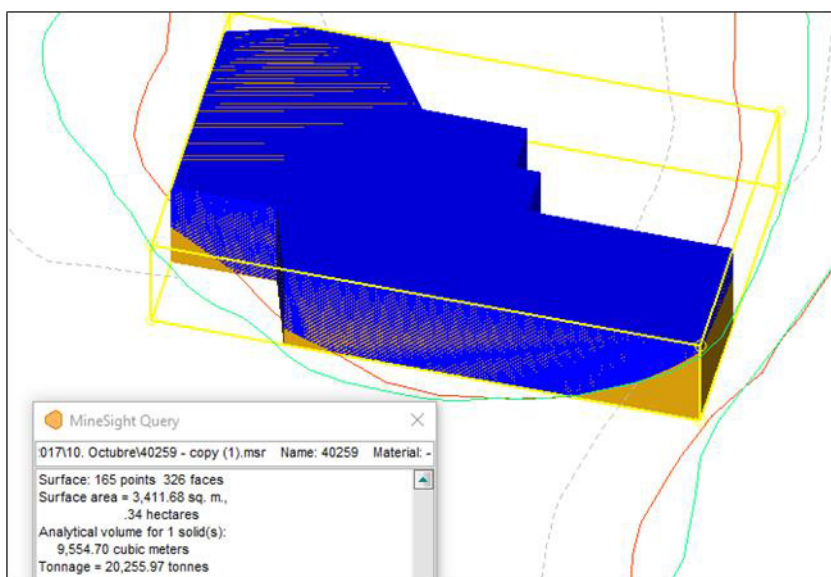 MineSight Query
:017\10. Octubre\40259 - copy (1).msr Name: 40259 Material: -
Surface: 165 points 326 faces
Surface area = 3,411.68 sq. m.,
.34 hectares
Analytical volume for 1 solid(s):
9,554.70 cubic meters
Tonnage = 20,255.97 tonnes